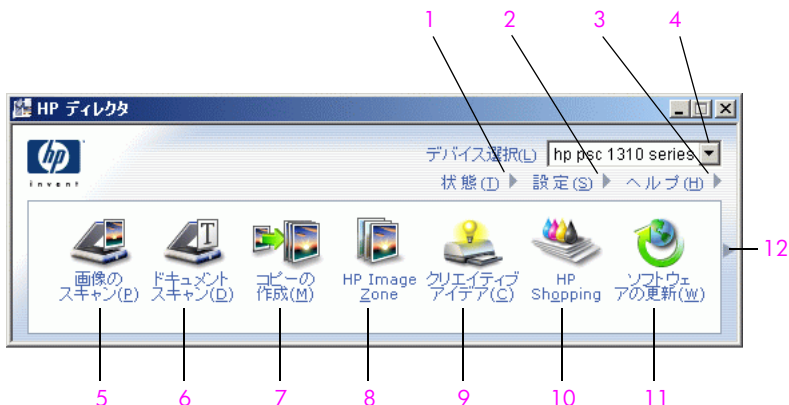 1 2 3 4
HP ディレクタ
hp
invent
デバイス選択(L) hp psc 1310 series
状態(T) 設定(S) ヘルプ(H)
12
画像の
スキャン(P)
ドキュメント
スキャン(D)
コピーの
作成(M)
HP Image
Zone
クリエイティブ
アイデア(C)
HP
Shopping
ソフトウェ
アの更新(W)
5 6 7 8 9 10 11